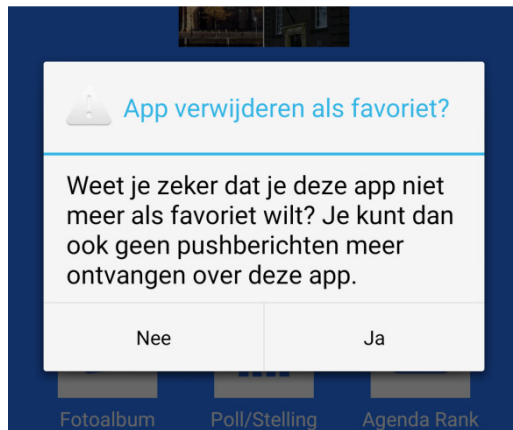 App verwijderen als favoriet?
Weet je zeker dat je deze app niet
meer als favoriet wilt? Je kunt dan
ook geen pushberichten meer
ontvangen over deze app.
Nee
Ja
Fotoalbum
Poll/Stelling
Agenda Rank